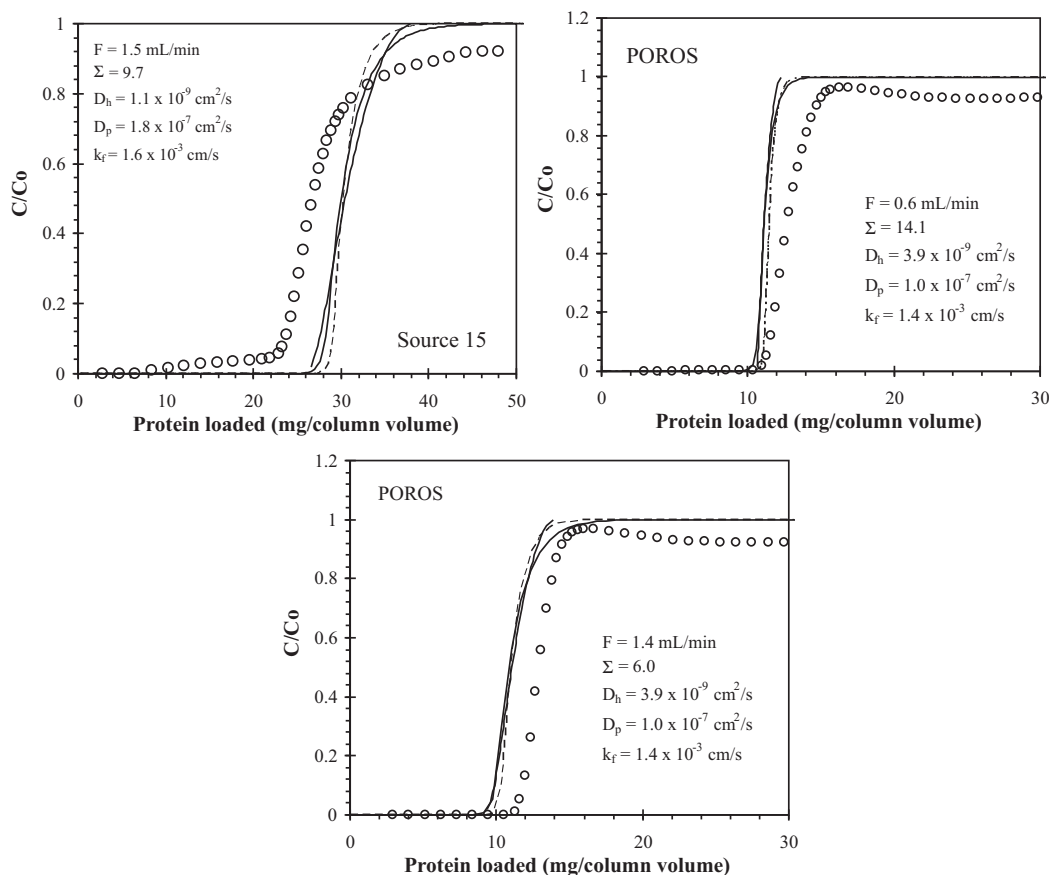 1
0.8
0.6
0.4
0.2
0
C/Co
F = 1.5 mL/min
Σ = 9.7
D_h = 1.1 x 10^-9 cm^2/s
D_p = 1.8 x 10^-7 cm^2/s
k_f = 1.6 x 10^-3 cm/s
Source 15
0 10 20 30 40 50
Protein loaded (mg/column volume)
1.2
1
0.8
0.6
0.4
0.2
0
C/Co
POROS
F = 0.6 mL/min
Σ = 14.1
D_h = 3.9 x 10^-9 cm^2/s
D_p = 1.0 x 10^-7 cm^2/s
k_f = 1.4 x 10^-3 cm/s
0 10 20 30
Protein loaded (mg/column volume)
1.2
1
0.8
0.6
0.4
0.2
0
C/Co
POROS
F = 1.4 mL/min
Σ = 6.0
D_h = 3.9 x 10^-9 cm^2/s
D_p = 1.0 x 10^-7 cm^2/s
k_f = 1.4 x 10^-3 cm/s
0 10 20 30
Protein loaded (mg/column volume)